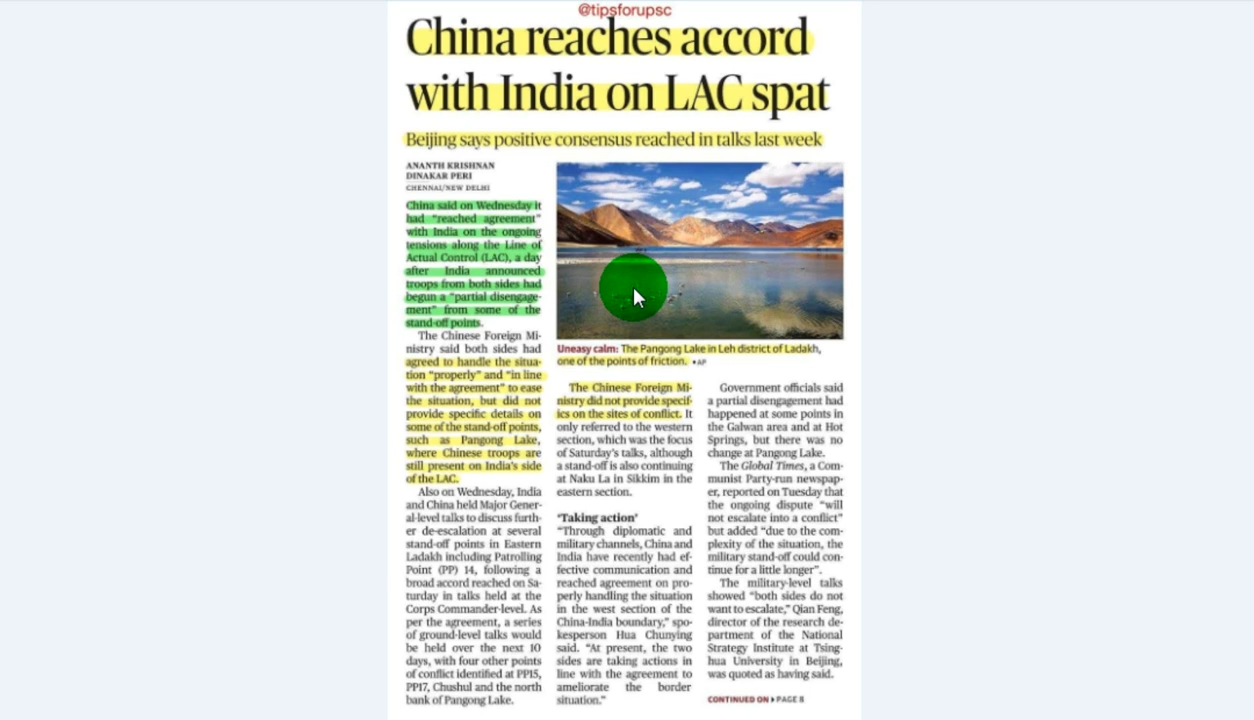 @tipsforupsc
China reaches accord
with India on LAC spat
Beijing says positive consensus reached in talks last week
ANANTH KRISHNAN
DINAKAR PERI
CHENNAI/NEW DELHI
China said on Wednesday it
had "reached agreement"
with India on the ongoing
tensions along the Line of
Actual Control (LAC), a day
after India announced
troops from both sides had
begun a "partial disengage-
ment" from some of the
stand-off points.
The Chinese Foreign Mi-
nistry said both sides had
agreed to handle the situa-
tion "properly" and "in line
with the agreement" to ease
the situation, but did not
provide specific details on
some of the stand-off points,
such as Pangong Lake,
where Chinese troops are
still present on India's side
of the LAC.
Also on Wednesday, India
and China held Major Gener-
al-level talks to discuss furth-
er de-escalation at several
stand-off points in Eastern
Ladakh including Patrolling
Point (PP) 14, following a
broad accord reached on Sa-
turday in talks held at the
Corps Commander-level. As
per the agreement, a series
of ground-level talks would
be held over the next 10
days, with four other points
of conflict identified at PP15,
PP17, Chushul and the north
bank of Pangong Lake.
Uneasy calm: The Pangong Lake in Leh district of Ladakh,
one of the points of friction. •AP
The Chinese Foreign Mi-
nistry did not provide specif-
ics on the sites of conflict. It
only referred to the western
section, which was the focus
of Saturday's talks, although
a stand-off is also continuing
at Naku La in Sikkim in the
eastern section.
'Taking action'
"Through diplomatic and
military channels, China and
India have recently had ef-
fective communication and
reached agreement on pro-
perly handling the situation
in the west section of the
China-India boundary," spo-
kesperson Hua Chunying
said. "At present, the two
sides are taking actions in
line with the agreement to
ameliorate the border
situation."
Government officials said
a partial disengagement had
happened at some points in
the Galwan area and at Hot
Springs, but there was no
change at Pangong Lake.
The Global Times, a Com-
munist Party-run newspap-
er, reported on Tuesday that
the ongoing dispute "will
not escalate into a conflict"
but added "due to the com-
plexity of the situation, the
military stand-off could con-
tinue for a little longer".
The military-level talks
showed "both sides do not
want to escalate," Qian Feng,
director of the research de-
partment of the National
Strategy Institute at Tsing-
hua University in Beijing,
was quoted as having said.
CONTINUED ON ▸ PAGE 8